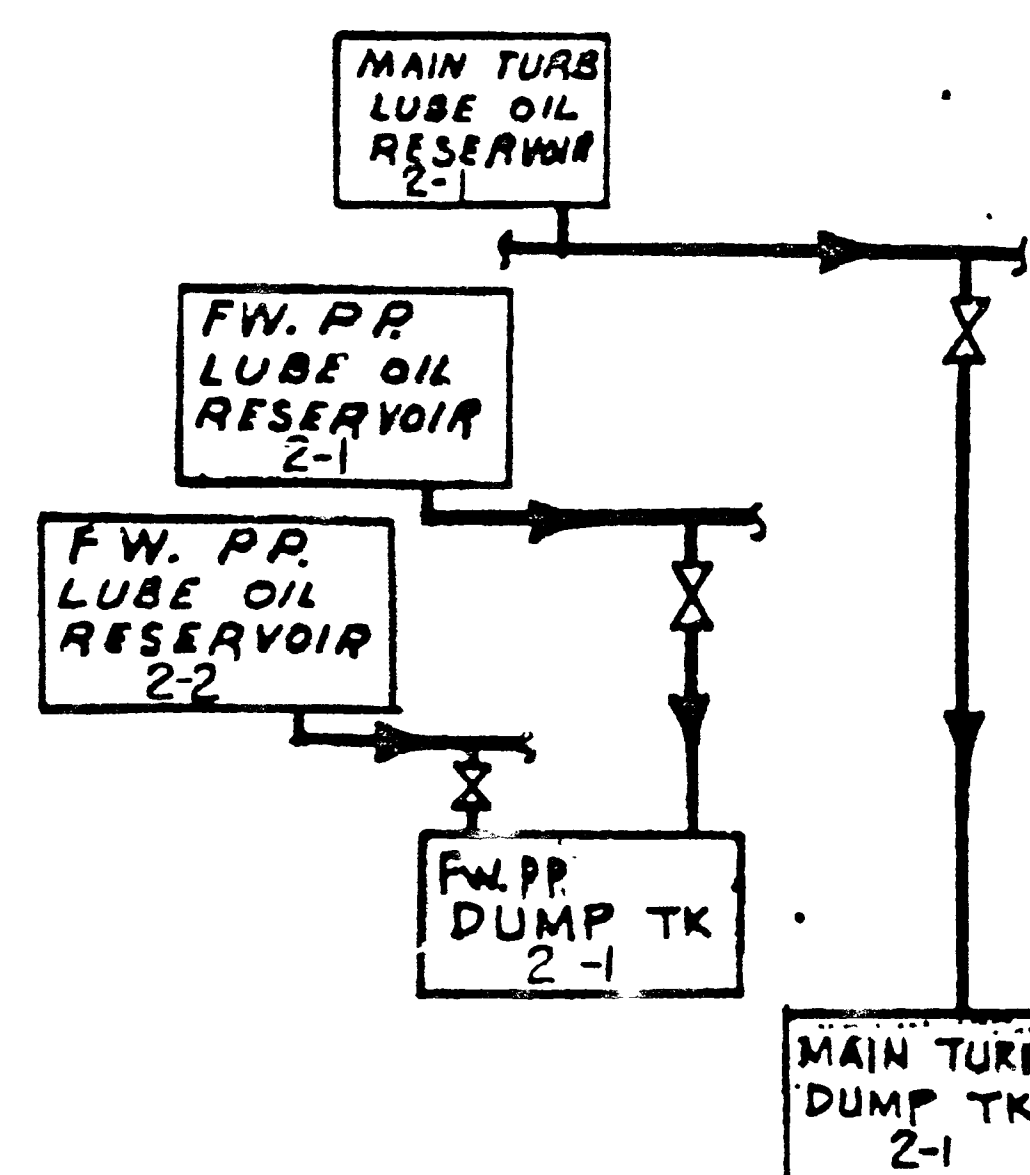 MAIN TURB
LUBE OIL
RESERVOIR
2-1
FW. PP.
LUBE OIL
RESERVOIR
2-1
FW. PP.
LUBE OIL
RESERVOIR
2-2
FW. PP.
DUMP TK
2-1
MAIN TURB
DUMP TK
2-1